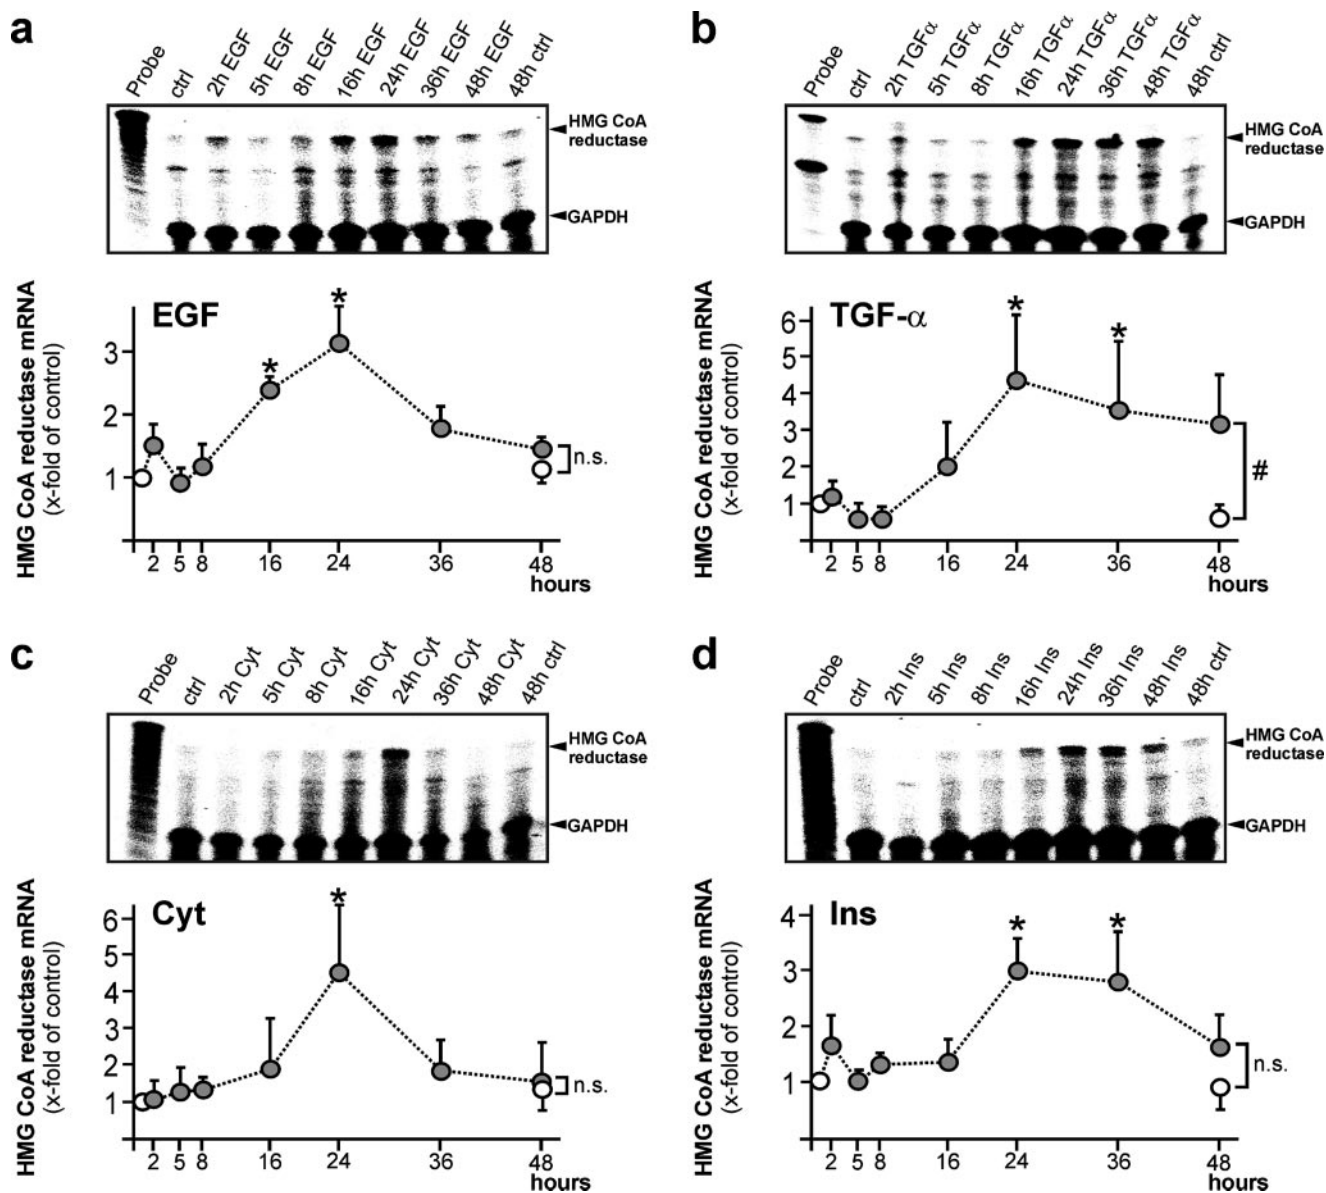 a
Probe
ctrl
2h EGF
5h EGF
8h EGF
16h EGF
24h EGF
36h EGF
48h EGF
48h ctrl
HMG CoA
reductase
GAPDH
HMG CoA reductase mRNA
(x-fold of control)
EGF
3
2
1
*
*
n.s.
2 5 8 16 24 36 48
hours
b
Probe
ctrl
2h TGFα
5h TGFα
8h TGFα
16h TGFα
24h TGFα
36h TGFα
48h TGFα
48h ctrl
HMG CoA
reductase
GAPDH
HMG CoA reductase mRNA
(x-fold of control)
TGF-α
6
5
4
3
2
1
*
*
#
2 5 8 16 24 36 48
hours
c
Probe
ctrl
2h Cyt
5h Cyt
8h Cyt
16h Cyt
24h Cyt
36h Cyt
48h Cyt
48h ctrl
HMG CoA
reductase
GAPDH
HMG CoA reductase mRNA
(x-fold of control)
Cyt
6
5
4
3
2
1
*
n.s.
2 5 8 16 24 36 48
hours
d
Probe
ctrl
2h Ins
5h Ins
8h Ins
16h Ins
24h Ins
36h Ins
48h Ins
48h ctrl
HMG CoA
reductase
GAPDH
HMG CoA reductase mRNA
(x-fold of control)
Ins
4
3
2
1
*
*
n.s.
2 5 8 16 24 36 48
hours